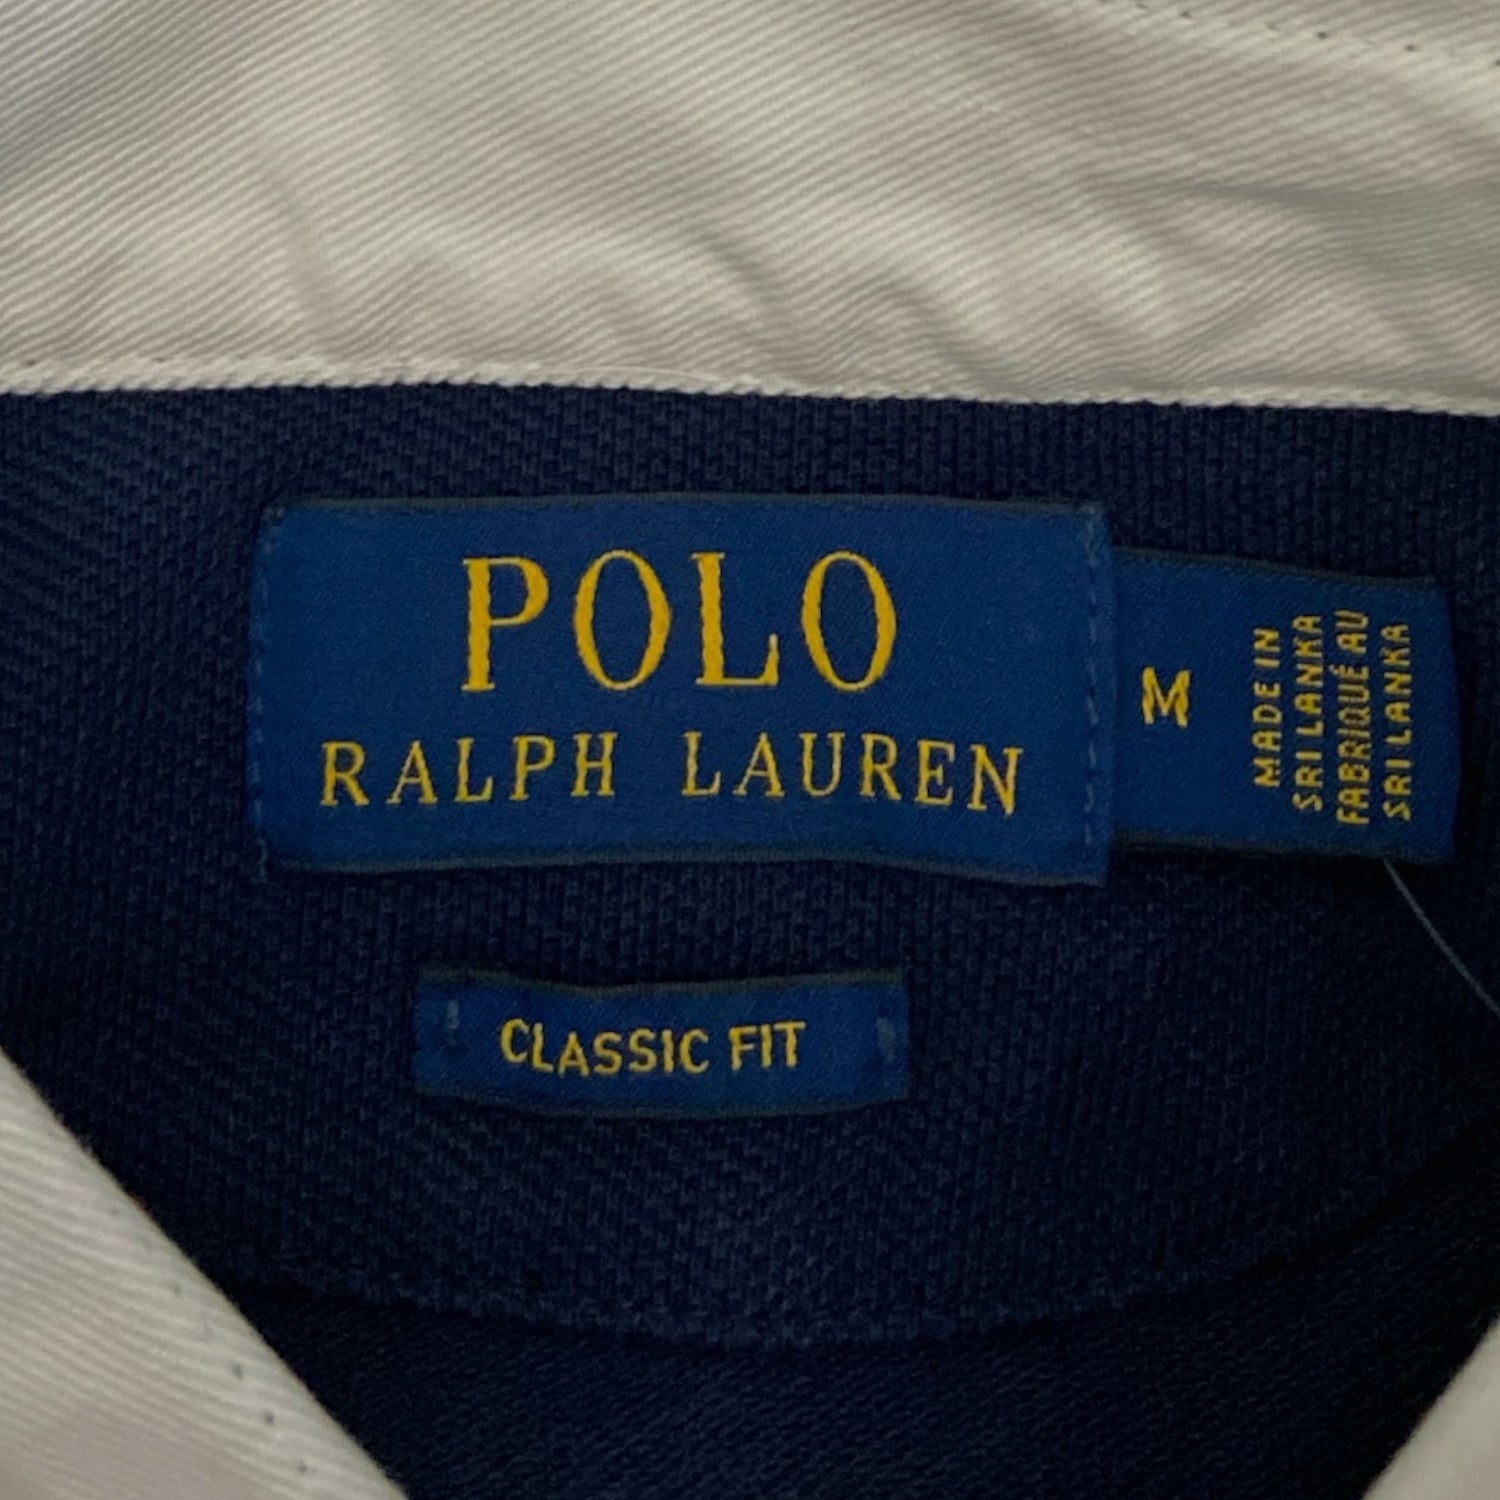 POLO
RALPH LAUREN
M
MADE IN
SRI LANKA
FABRIQUÉ AU
SRI LANKA
CLASSIC FIT